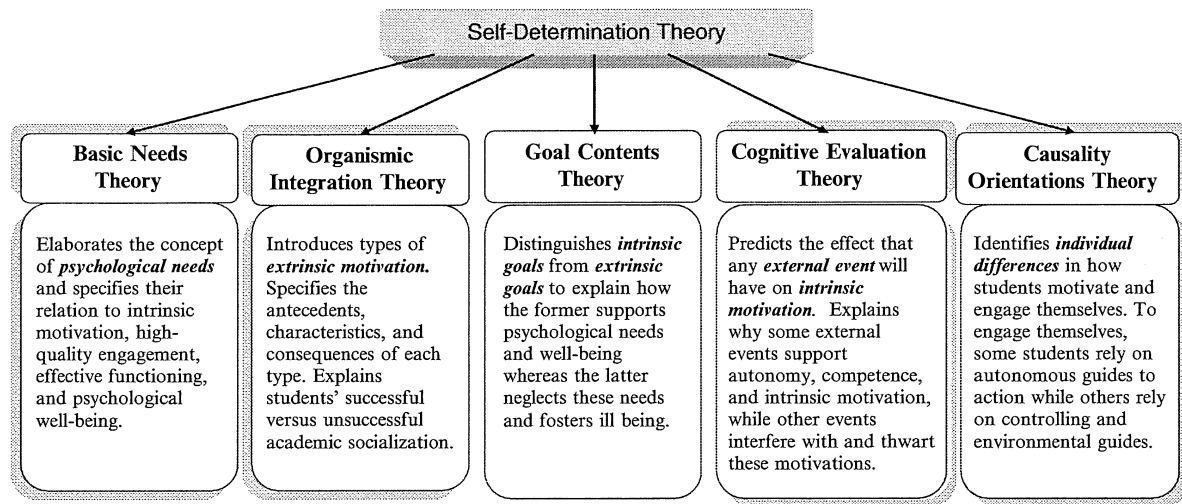 Self-Determination Theory
Basic Needs
Theory
Elaborates the concept
of psychological needs
and specifies their
relation to intrinsic
motivation, high-
quality engagement,
effective functioning,
and psychological
well-being.
Organismic
Integration Theory
Introduces types of
extrinsic motivation.
Specifies the
antecedents,
characteristics, and
consequences of each
type. Explains
students' successful
versus unsuccessful
academic socialization.
Goal Contents
Theory
Distinguishes intrinsic
goals from extrinsic
goals to explain how
the former supports
psychological needs
and well-being
whereas the latter
neglects these needs
and fosters ill being.
Cognitive Evaluation
Theory
Predicts the effect that
any external event will
have on intrinsic
motivation. Explains
why some external
events support
autonomy, competence,
and intrinsic motivation,
while other events
interfere with and thwart
these motivations.
Causality
Orientations Theory
Identifies individual
differences in how
students motivate and
engage themselves. To
engage themselves,
some students rely on
autonomous guides to
action while others rely
on controlling and
environmental guides.